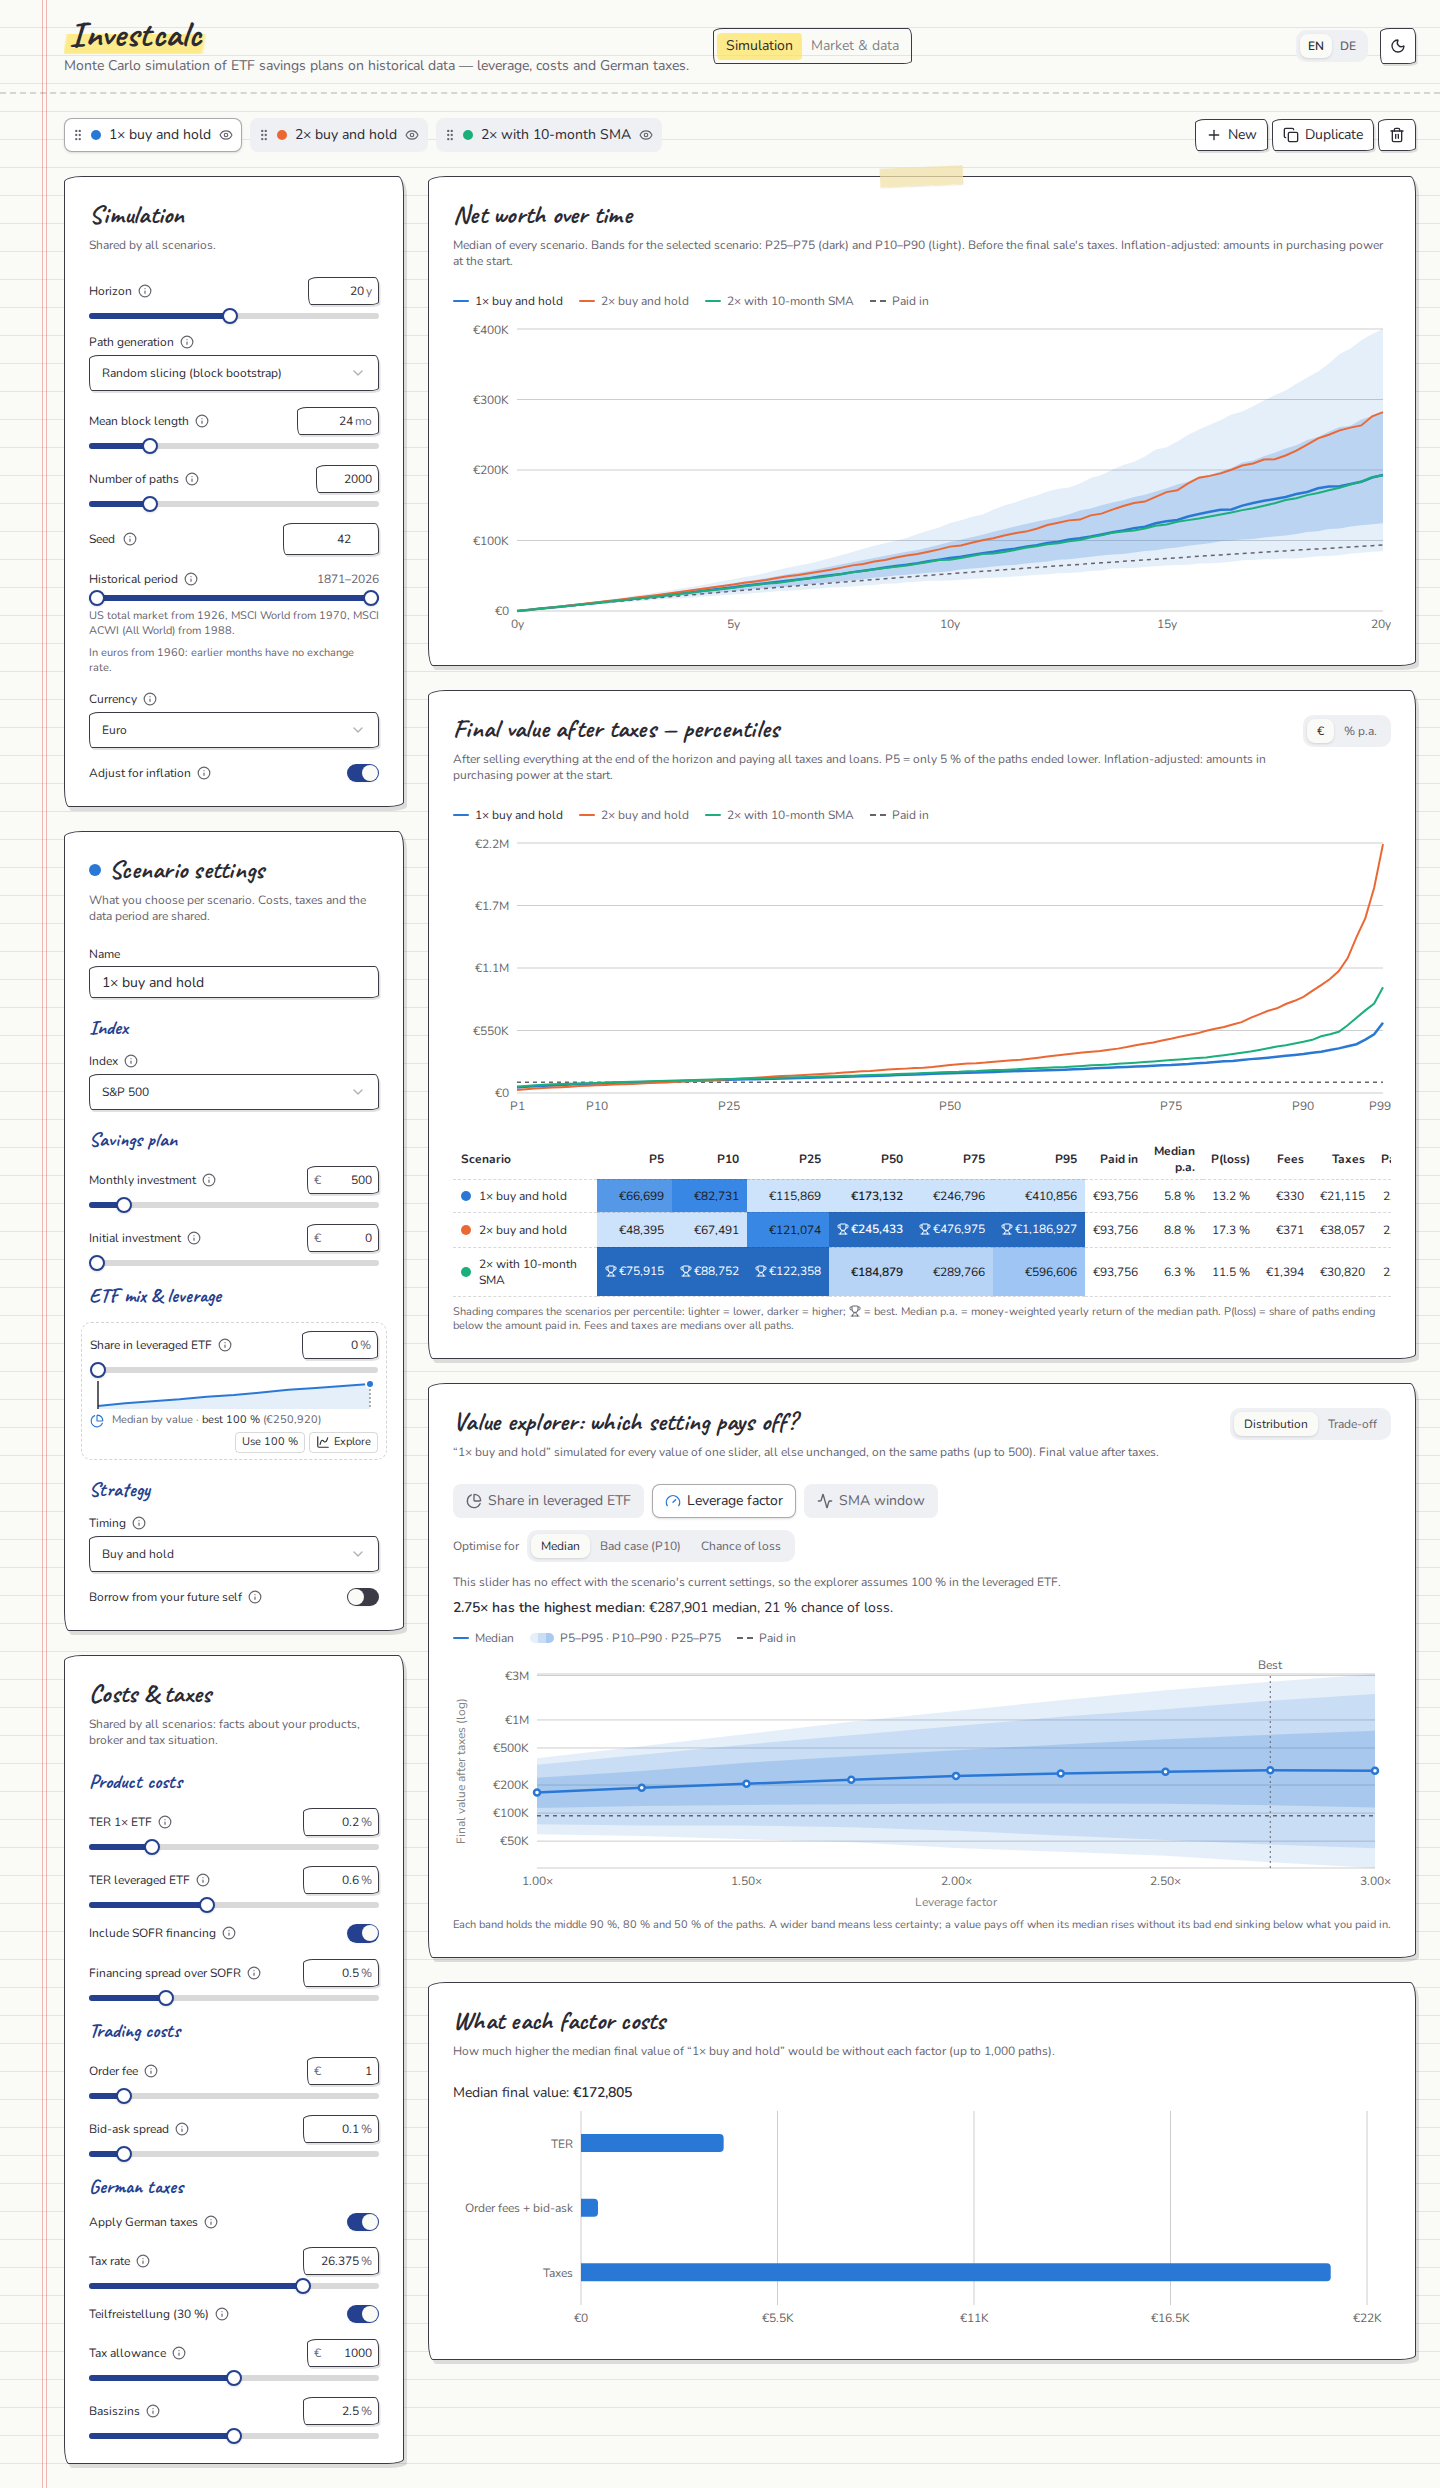 Investcalc
Monte Carlo simulation of ETF savings plans on historical data — leverage, costs and German taxes.
Simulation Market & data
EN DE
1× buy and hold 2× buy and hold 2× with 10-month SMA
New Duplicate
Simulation
Shared by all scenarios.
Horizon 20 y
Path generation
Random slicing (block bootstrap)
Mean block length 24 mo
Number of paths 2000
Seed 42
Historical period 1871–2026
US total market from 1926, MSCI World from 1970, MSCI
ACWI (All World) from 1988.
In euros from 1960: earlier months have no exchange
rate.
Currency
Euro
Adjust for inflation
Scenario settings
What you choose per scenario. Costs, taxes and the
data period are shared.
Name
1× buy and hold
Index
Index
S&P 500
Savings plan
Monthly investment € 500
Initial investment € 0
ETF mix & leverage
Share in leveraged ETF 0 %
Median by value · best 100 % (€250,920)
Use 100 % Explore
Strategy
Timing
Buy and hold
Borrow from your future self
Costs & taxes
Shared by all scenarios: facts about your products,
broker and tax situation.
Product costs
TER 1× ETF 0.2 %
TER leveraged ETF 0.6 %
Include SOFR financing
Financing spread over SOFR 0.5 %
Trading costs
Order fee € 1
Bid-ask spread 0.1 %
German taxes
Apply German taxes
Tax rate 26.375 %
Teilfreistellung (30 %)
Tax allowance € 1000
Basiszins 2.5 %
Net worth over time
Median of every scenario. Bands for the selected scenario: P25–P75 (dark) and P10–P90 (light). Before the final sale's taxes. Inflation-adjusted: amounts in purchasing power
at the start.
1× buy and hold 2× buy and hold 2× with 10-month SMA Paid in
€400K
€300K
€200K
€100K
€0
0y 5y 10y 15y 20y
Final value after taxes — percentiles
€ % p.a.
After selling everything at the end of the horizon and paying all taxes and loans. P5 = only 5 % of the paths ended lower. Inflation-adjusted: amounts in
purchasing power at the start.
1× buy and hold 2× buy and hold 2× with 10-month SMA Paid in
€2.2M
€1.7M
€1.1M
€550K
€0
P1 P10 P25 P50 P75 P90 P99
Scenario P5 P10 P25 P50 P75 P95 Paid in Median p.a. P(loss) Fees Taxes Pa
1× buy and hold €66,699 €82,731 €115,869 €173,132 €246,796 €410,856 €93,756 5.8 % 13.2 % €330 €21,115 2
2× buy and hold €48,395 €67,491 €121,074 €245,433 €476,975 €1,186,927 €93,756 8.8 % 17.3 % €371 €38,057 2
2× with 10-month SMA €75,915 €88,752 €122,358 €184,879 €289,766 €596,606 €93,756 6.3 % 11.5 % €1,394 €30,820 2
Shading compares the scenarios per percentile: lighter = lower, darker = higher; = best. Median p.a. = money-weighted yearly return of the median path. P(loss) = share of paths ending
below the amount paid in. Fees and taxes are medians over all paths.
Value explorer: which setting pays off?
Distribution Trade-off
“1× buy and hold” simulated for every value of one slider, all else unchanged, on the same paths (up to 500). Final value after taxes.
Share in leveraged ETF Leverage factor SMA window
Optimise for Median Bad case (P10) Chance of loss
This slider has no effect with the scenario's current settings, so the explorer assumes 100 % in the leveraged ETF.
2.75× has the highest median: €287,901 median, 21 % chance of loss.
Median P5–P95 · P10–P90 · P25–P75 Paid in
Best
Final value after taxes (log)
€3M
€1M
€500K
€200K
€100K
€50K
1.00× 1.50× 2.00× 2.50× 3.00×
Leverage factor
Each band holds the middle 90 %, 80 % and 50 % of the paths. A wider band means less certainty; a value pays off when its median rises without its bad end sinking below what you paid in.
What each factor costs
How much higher the median final value of “1× buy and hold” would be without each factor (up to 1,000 paths).
Median final value: €172,805
TER
Order fees + bid-ask
Taxes
€0 €5.5K €11K €16.5K €22K